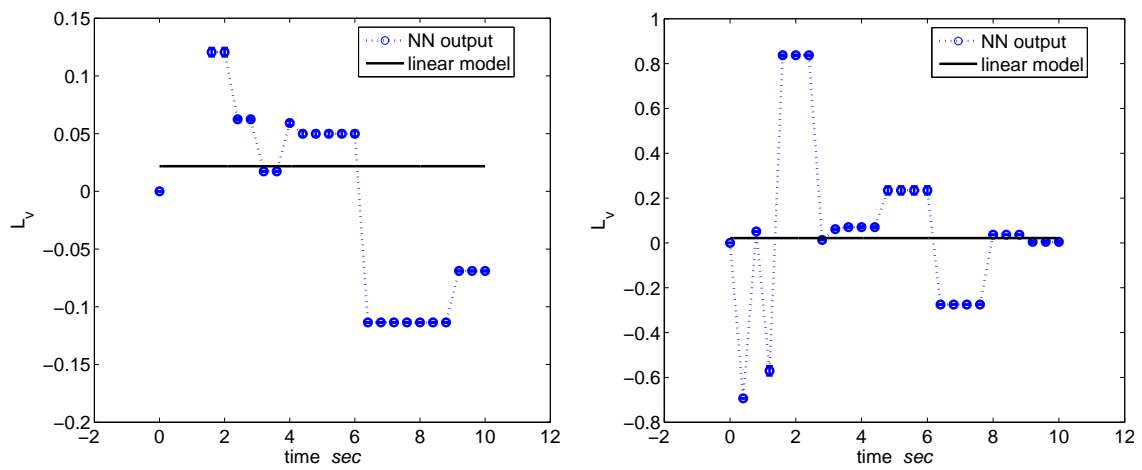 0.15
0.1
0.05
0
−0.05
−0.1
−0.15
−0.2
L_v
−2 0 2 4 6 8 10 12
time sec
NN output
linear model
1
0.8
0.6
0.4
0.2
0
−0.2
−0.4
−0.6
−0.8
L_v
−2 0 2 4 6 8 10 12
time sec
NN output
linear model